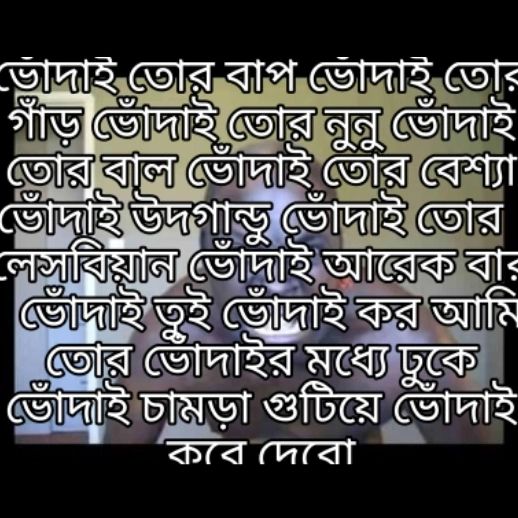 ভোঁদাই তোর বাপ ভোঁদাই তোর
গাঁড় ভোঁদাই তোর নুনু ভোঁদাই
তোর বাল ভোঁদাই তোর বেশ্যা
ভোঁদাই উদগান্ডু ভোঁদাই তোর
লেসবিয়ান ভোঁদাই আরেক বার
ভোঁদাই তুই ভোঁদাই কর আমি
তোর ভোঁদাইর মধ্যে ঢুকে
ভোঁদাই চামড়া গুটিয়ে ভোঁদাই
করে দেবো